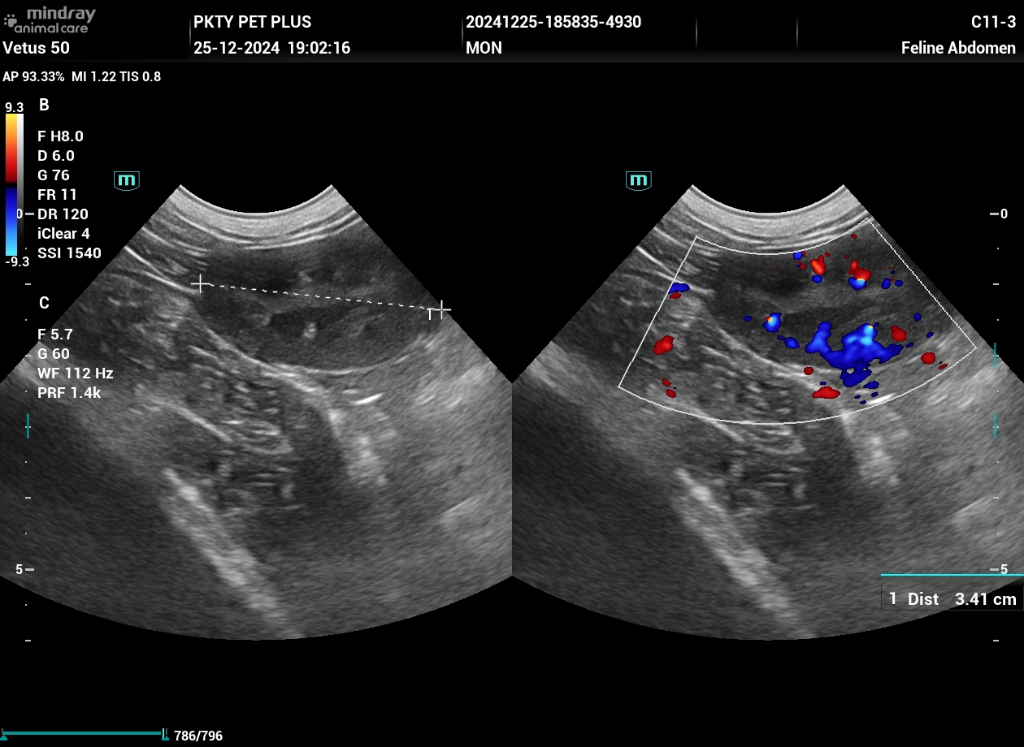 mindray
animalcare
Vetus 50
PKTY PET PLUS
25-12-2024 19:02:16
20241225-185835-4930
MON
C11-3
Feline Abdomen
AP 93.33% MI 1.22 TIS 0.8
9.3
B
F H8.0
D 6.0
G 76
FR 11
0
DR 120
iClear 4
-9.3
SSI 1540
C
F 5.7
G 60
WF 112 Hz
PRF 1.4k
5
m
1
m
0
5
1 Dist 3.41 cm
786/796